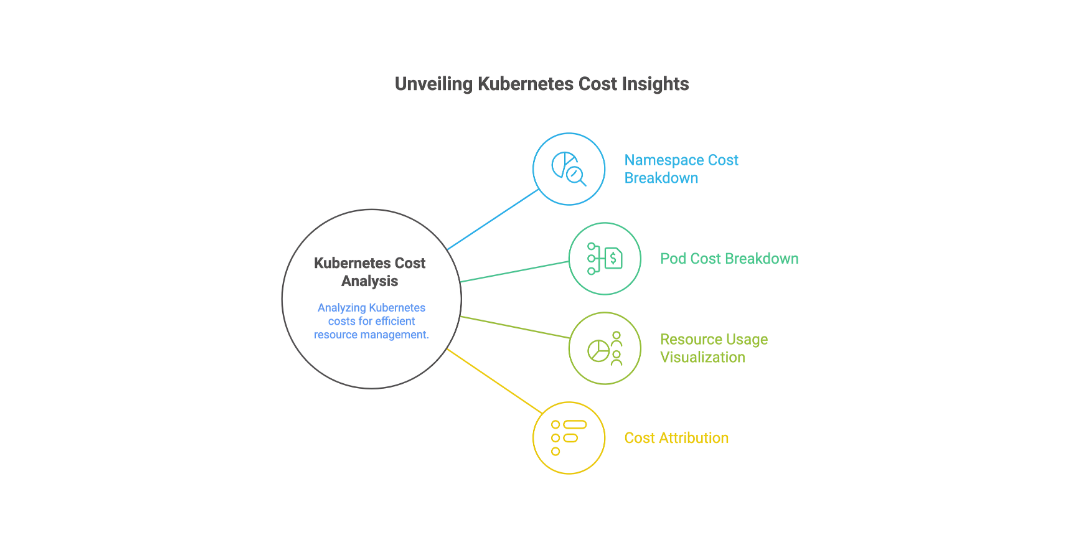 Unveiling Kubernetes Cost Insights
Namespace Cost
Breakdown
Pod Cost Breakdown
$
Kubernetes Cost
Analysis
Analyzing Kubernetes
costs for efficient
resource management.
Resource Usage
Visualization
Cost Attribution